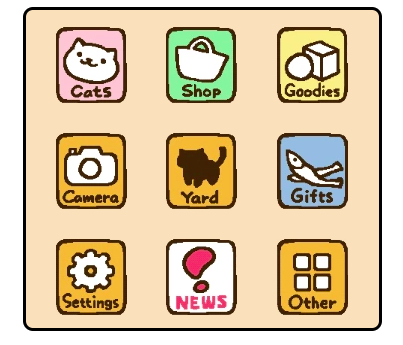 Cats
Shop
Goodies
Camera
Yard
Gifts
Settings
NEWS
Other